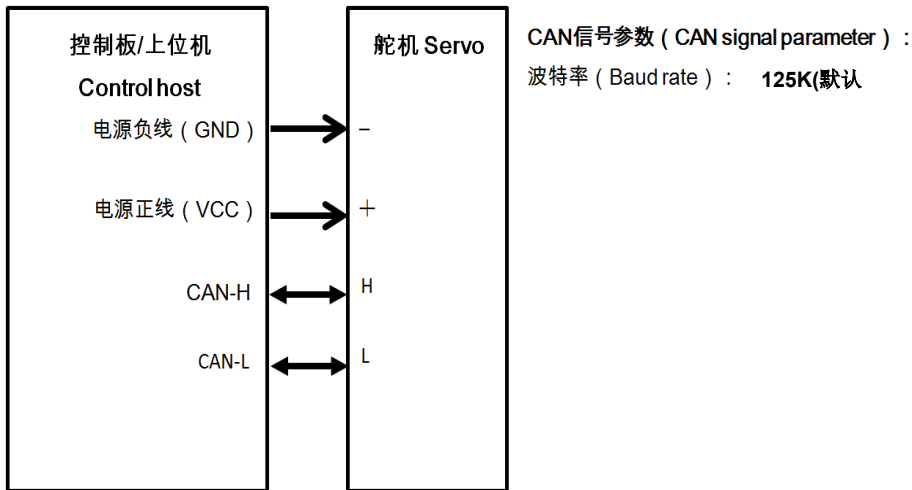 控制板/上位机
Control host
电源负线（GND）
电源正线（VCC）
CAN-H
CAN-L
舵机 Servo
−
＋
H
L
CAN信号参数（CAN signal parameter）:
波特率（Baud rate）: 125K(默认